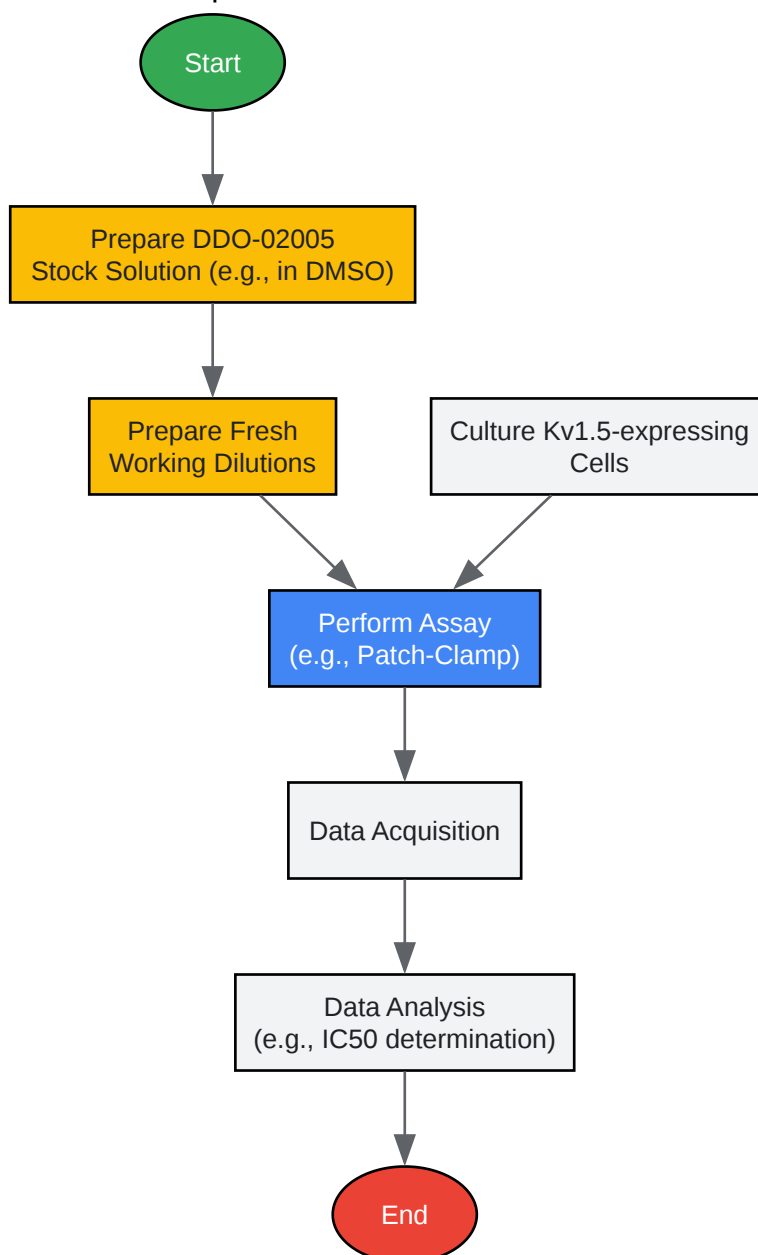 Start
Prepare DDO-02005
Stock Solution (e.g., in DMSO)
Prepare Fresh
Working Dilutions
Culture Kv1.5-expressing
Cells
Perform Assay
(e.g., Patch-Clamp)
Data Acquisition
Data Analysis
(e.g., IC50 determination)
End